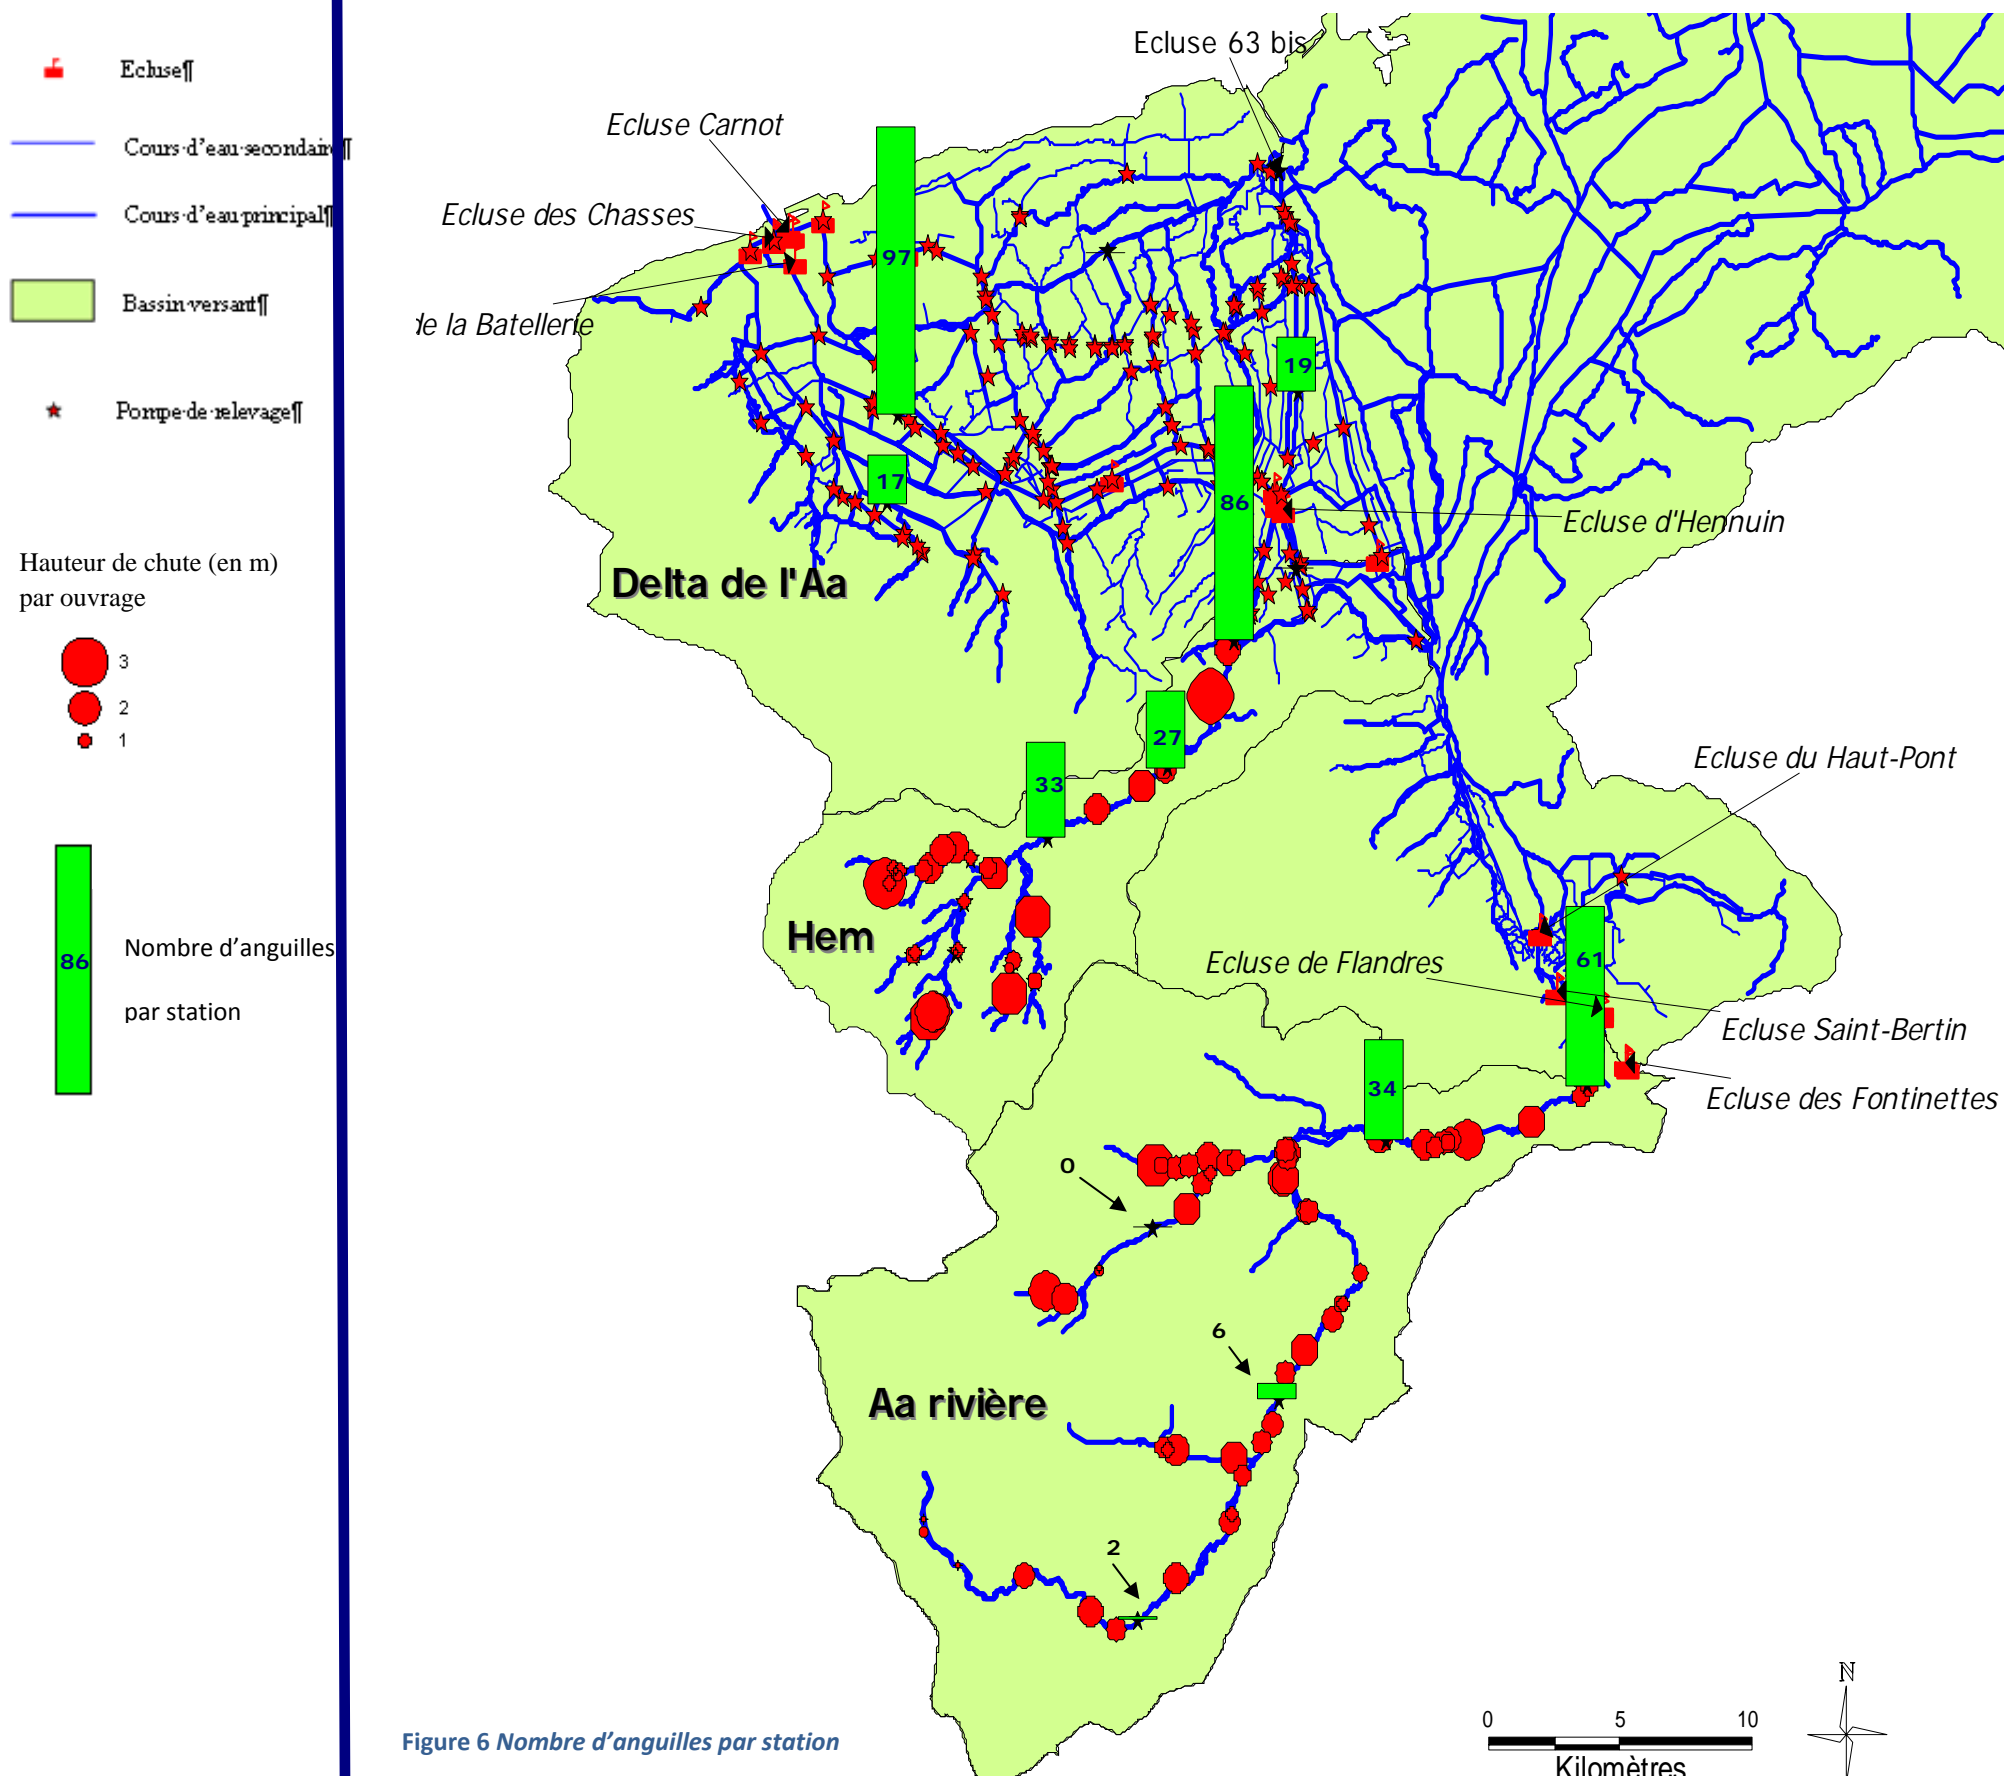 Ecluse¶
Cours·d'eau·secondaire¶
Cours·d'eau·principal¶
Bassin·versant¶
Pompe·de·relevage¶
Hauteur de chute (en m)
par ouvrage
3
2
1
86
Nombre d'anguilles
par station
Ecluse 63 bis
Ecluse Carnot
Ecluse des Chasses
97
de la Batellerie
19
17
86
Ecluse d'Hennuin
Delta de l'Aa
27
33
Ecluse du Haut-Pont
Hem
Ecluse de Flandres
61
Ecluse Saint-Bertin
34
Ecluse des Fontinettes
0
6
Aa rivière
2
N
0 5 10
Kilomètres
Figure 6 Nombre d'anguilles par station